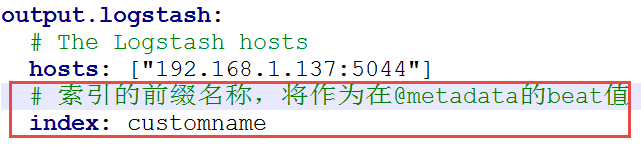 output.logstash:
# The Logstash hosts
hosts: ["192.168.1.137:5044"]
# 索引的前缀名称，将作为在@metadata的beat值
index: customname